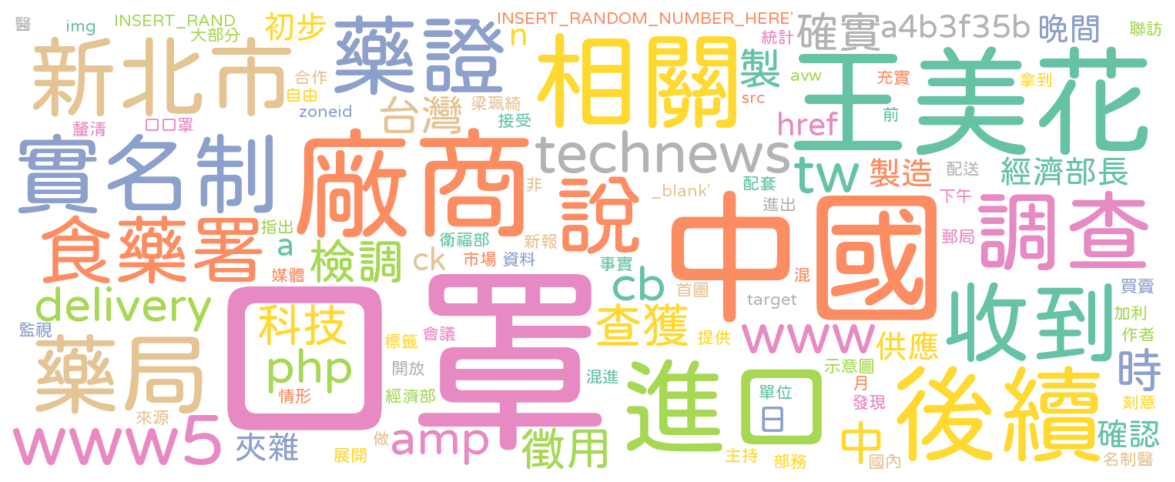 醫
img
INSERT_RAND
大部分
初步
藥證
n
INSERT_RANDOM_NUMBER_HERE'
統計
確實
a4b3f35b
晚間
聯訪
新北市
合作
自由
zoneid
台灣
梁珮綺
接受
相關
製
src
avw
充實
拿到
王美花
href
前
釐清
口口罩
實名制
廠商
technews
tw
製造
配送
經濟部長
食藥署
指出
a
檢調
衛福部
新報
非
說
_blank'
配套
進出
中國
下午
郵局
調查
媒體
ck
市場
資料
事實
cb
首圖
target
混
買賣
delivery
口罩
科技
php
標籤
會議
查獲
提供
www
供應
收到
加利
作者
監視
藥局
情形
開放
經濟部
混進
進口
單位
日
示意圖
月
發現
後續
時
刻意
來源
www5
夾雜
展開
做
amp
徵用
主持
部務
中
國內
確認
名制醫